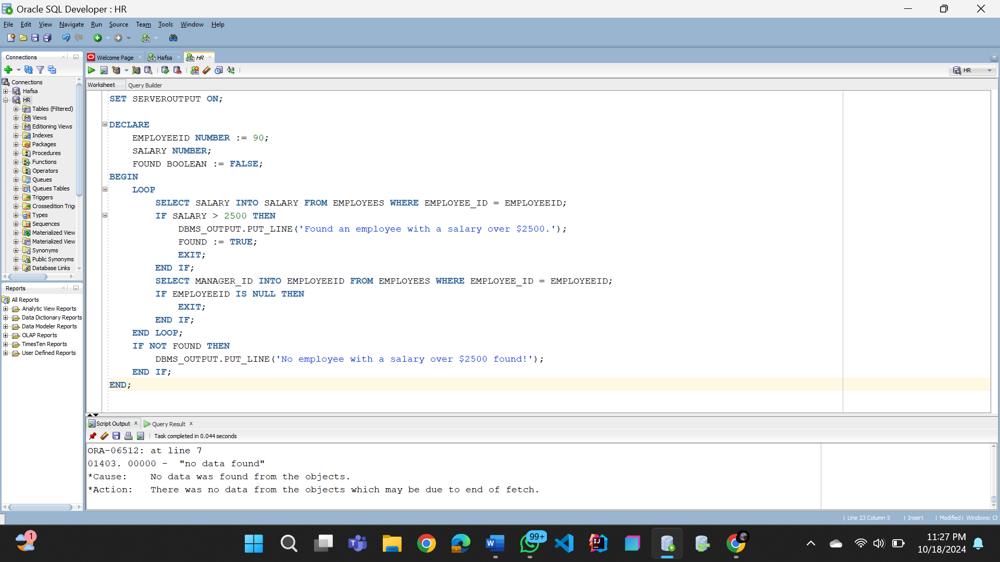 Oracle SQL Developer : HR
File Edit View Navigate Run Source Team Tools Window Help
Connections
Welcome Page
Hafsa
HR
HR
Worksheet
Query Builder
Connections
Hafsa
HR
Tables (Filtered)
Views
Editioning Views
Indexes
Packages
Procedures
Functions
Operators
Queues
Queues Tables
Triggers
Crossedition Trig
Types
Sequences
Materialized View
Materialized View
Synonyms
Public Synonyms
Database Links
SET SERVEROUTPUT ON;
DECLARE
EMPLOYEEID NUMBER := 90;
SALARY NUMBER;
FOUND BOOLEAN := FALSE;
BEGIN
LOOP
SELECT SALARY INTO SALARY FROM EMPLOYEES WHERE EMPLOYEE_ID = EMPLOYEEID;
IF SALARY > 2500 THEN
DBMS_OUTPUT.PUT_LINE('Found an employee with a salary over $2500.');
FOUND := TRUE;
EXIT;
END IF;
SELECT MANAGER_ID INTO EMPLOYEEID FROM EMPLOYEES WHERE EMPLOYEE_ID = EMPLOYEEID;
IF EMPLOYEEID IS NULL THEN
EXIT;
END IF;
END LOOP;
IF NOT FOUND THEN
DBMS_OUTPUT.PUT_LINE('No employee with a salary over $2500 found!');
END IF;
END;
Reports
All Reports
Analytic View Reports
Data Dictionary Reports
Data Modeler Reports
OLAP Reports
TimesTen Reports
User Defined Reports
Script Output
Query Result
Task completed in 0.044 seconds
ORA-06512: at line 7
01403. 00000 - "no data found"
*Cause: No data was found from the objects.
*Action: There was no data from the objects which may be due to end of fetch.
Line 23 Column 5 | Insert | Modified | Windows: CF
1
99+
11:27 PM
10/18/2024